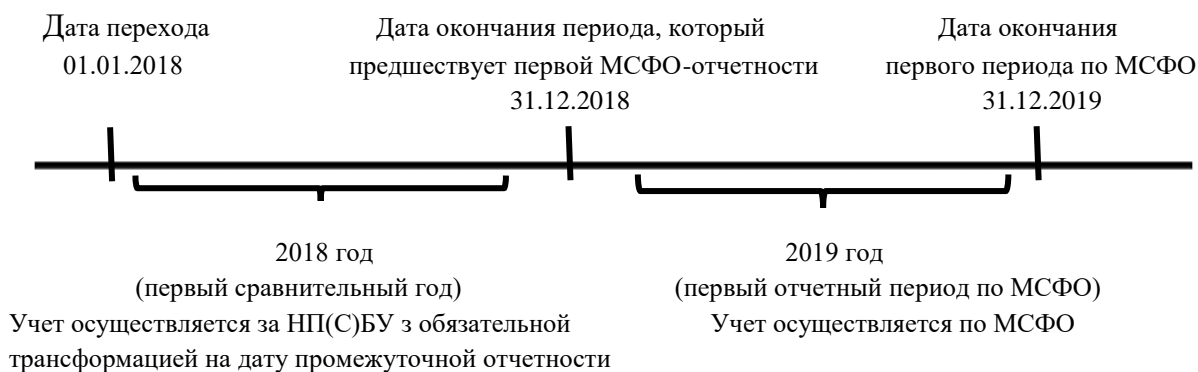 Дата перехода
01.01.2018
Дата окончания периода, который
предшествует первой МСФО-отчетности
31.12.2018
Дата окончания
первого периода по МСФО
31.12.2019
2018 год
(первый сравнительный год)
Учет осуществляется за НП(С)БУ з обязательной
трансформацией на дату промежуточной отчетности
2019 год
(первый отчетный период по МСФО)
Учет осуществляется по МСФО